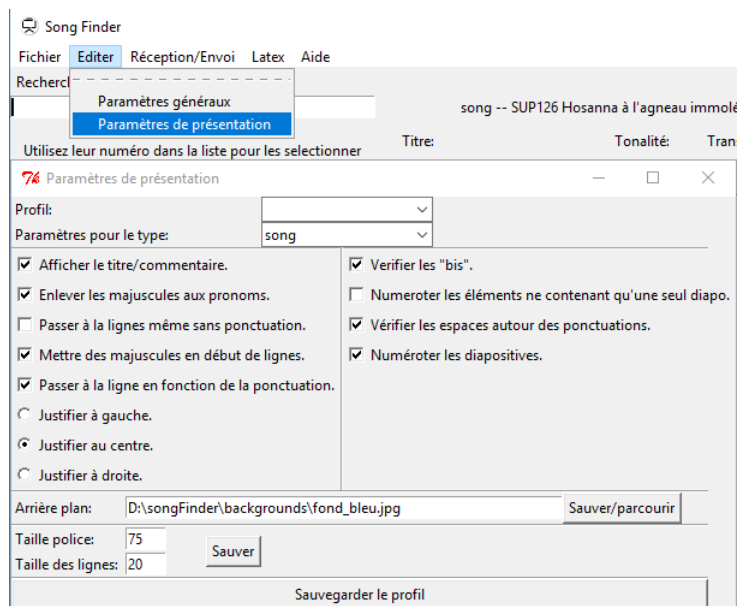 Song Finder
Fichier Editer Réception/Envoi Latex Aide
Recherc
Paramètres généraux
Paramètres de présentation
song -- SUP126 Hosanna à l'agneau immolé
Utilisez leur numéro dans la liste pour les selectionner
Titre: Tonalité: Trans
Paramètres de présentation
Profil:
Paramètres pour le type: song
Afficher le titre/commentaire. Verifier les "bis".
Enlever les majuscules aux pronoms. Numeroter les éléments ne contenant qu'une seul diapo.
Passer à la lignes même sans ponctuation. Vérifier les espaces autour des ponctuations.
Mettre des majuscules en début de lignes. Numéroter les diapositives.
Passer à la ligne en fonction de la ponctuation.
Justifier à gauche.
Justifier au centre.
Justifier à droite.
Arrière plan: D:\songFinder\backgrounds\fond_bleu.jpg Sauver/parcourir
Taille police: 75
Sauver
Taille des lignes: 20
Sauvegarder le profil